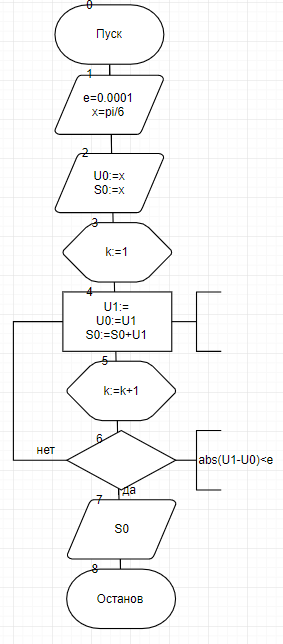 0
Пуск
1
e=0.0001
x=pi/6
2
U0:=x
S0:=x
3
k:=1
4
U1:=
U0:=U1
S0:=S0+U1
5
k:=k+1
6
нет
abs(U1-U0)<e
да
7
S0
8
Останов